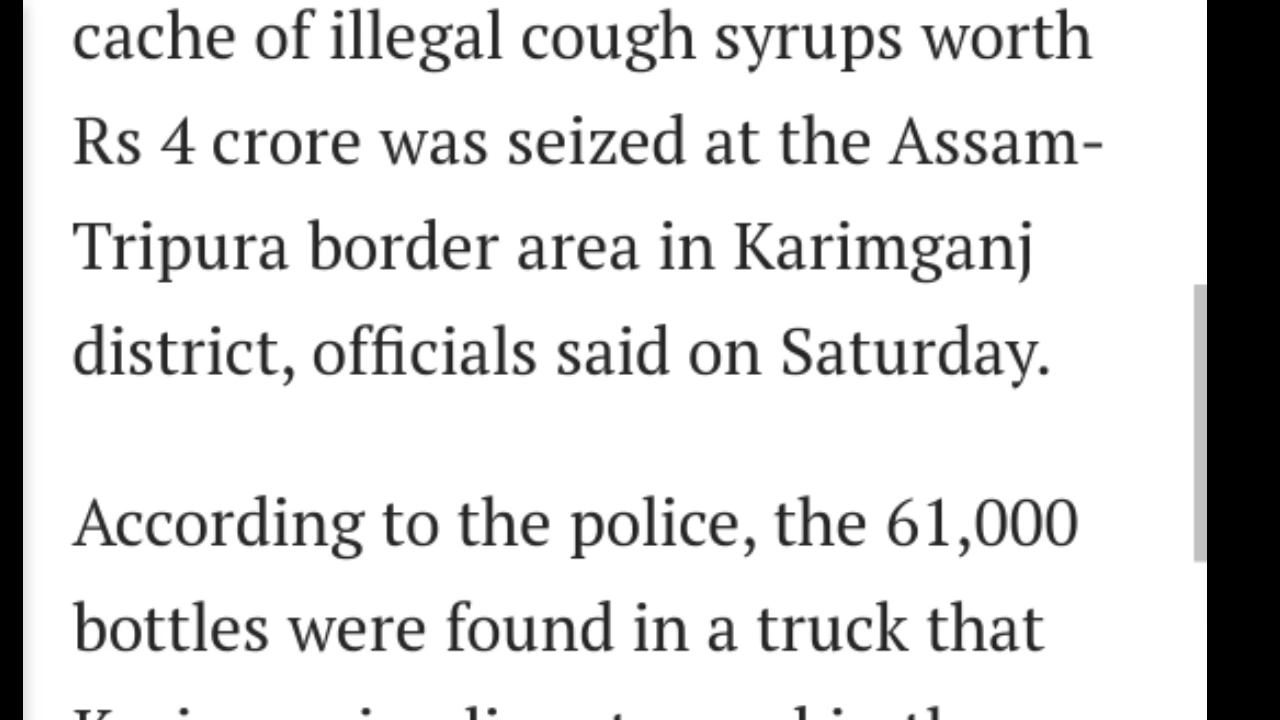 cache of illegal cough syrups worth
Rs 4 crore was seized at the Assam-
Tripura border area in Karimganj
district, officials said on Saturday.
According to the police, the 61,000
bottles were found in a truck that